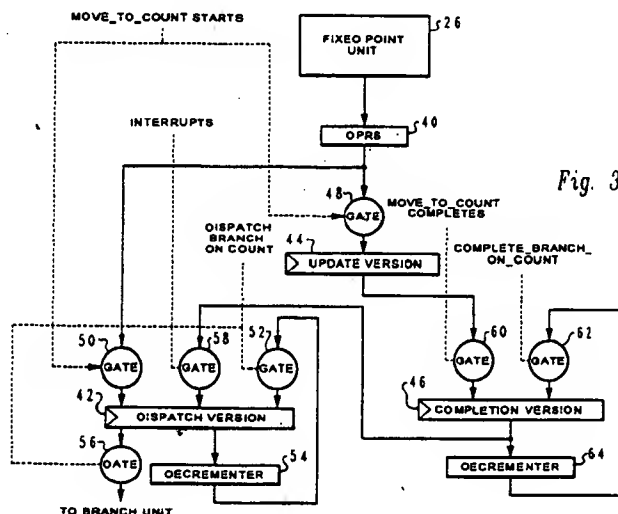 MOVE_TO_COUNT STARTS
FIXEO POINT
UNIT
26
INTERRUPTS
OPRS
40
Fig. 3
48
GATE
MOVE_TO_COUNT
COMPLETES
OISPATCH
BRANCH
ON COUNT
44
UPDATE VERSION
COMPLETE_BRANCH_
ON_COUNT
50
GATE
58
GATE
52
GATE
60
GATE
62
GATE
42
OISPATCH VERSION
46
COMPLETION VERSION
56
OATE
OECREMENTER
54
OECREMENTER
64
TO BRANCH UNIT